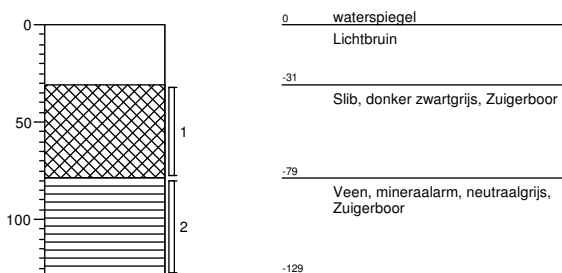 0
50
100
1
2
0 waterspiegel
Lichtbruin
-31
Slib, donker zwartgrijs, Zuigerboor
-79
Veen, mineraalarm, neutraalgrijs,
Zuigerboor
-129